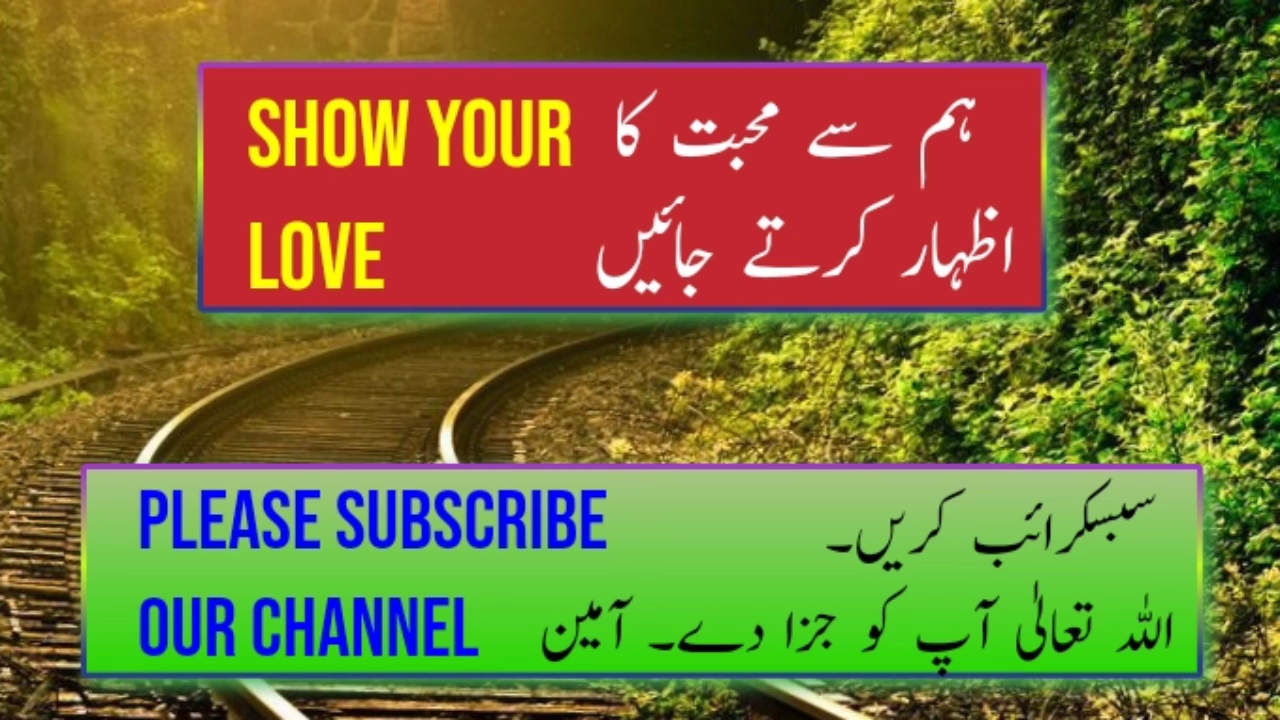 SHOW YOUR
LOVE
ہم سے محبت کا
اظہار کرتے جائیں
PLEASE SUBSCRIBE
OUR CHANNEL
سبسکرائب کریں۔
اللہ تعالیٰ آپ کو جزا دے۔ آمین